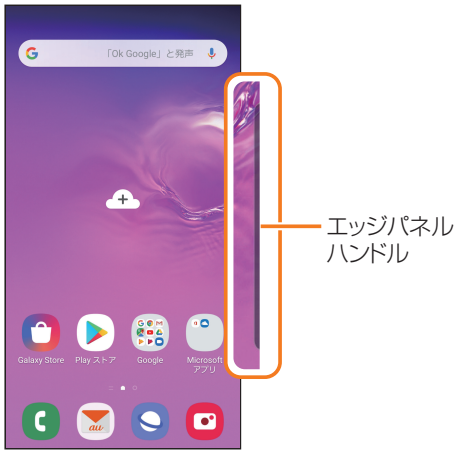 「Ok Google」と発声
エッジパネル
ハンドル
Galaxy Store
Play ストア
Google
Microsoft
アプリ
au